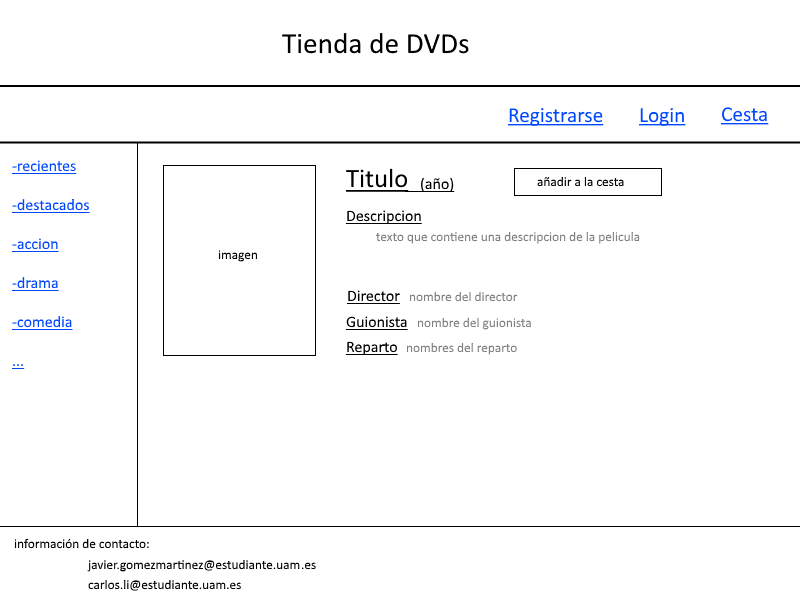 Tienda de DVDs
Registrarse Login Cesta
-recientes
-destacados
-accion
-drama
-comedia
...
imagen
Titulo (año) añadir a la cesta
Descripcion
texto que contiene una descripcion de la pelicula
Director nombre del director
Guionista nombre del guionista
Reparto nombres del reparto
información de contacto:
javier.gomezmartinez@estudiante.uam.es
carlos.li@estudiante.uam.es